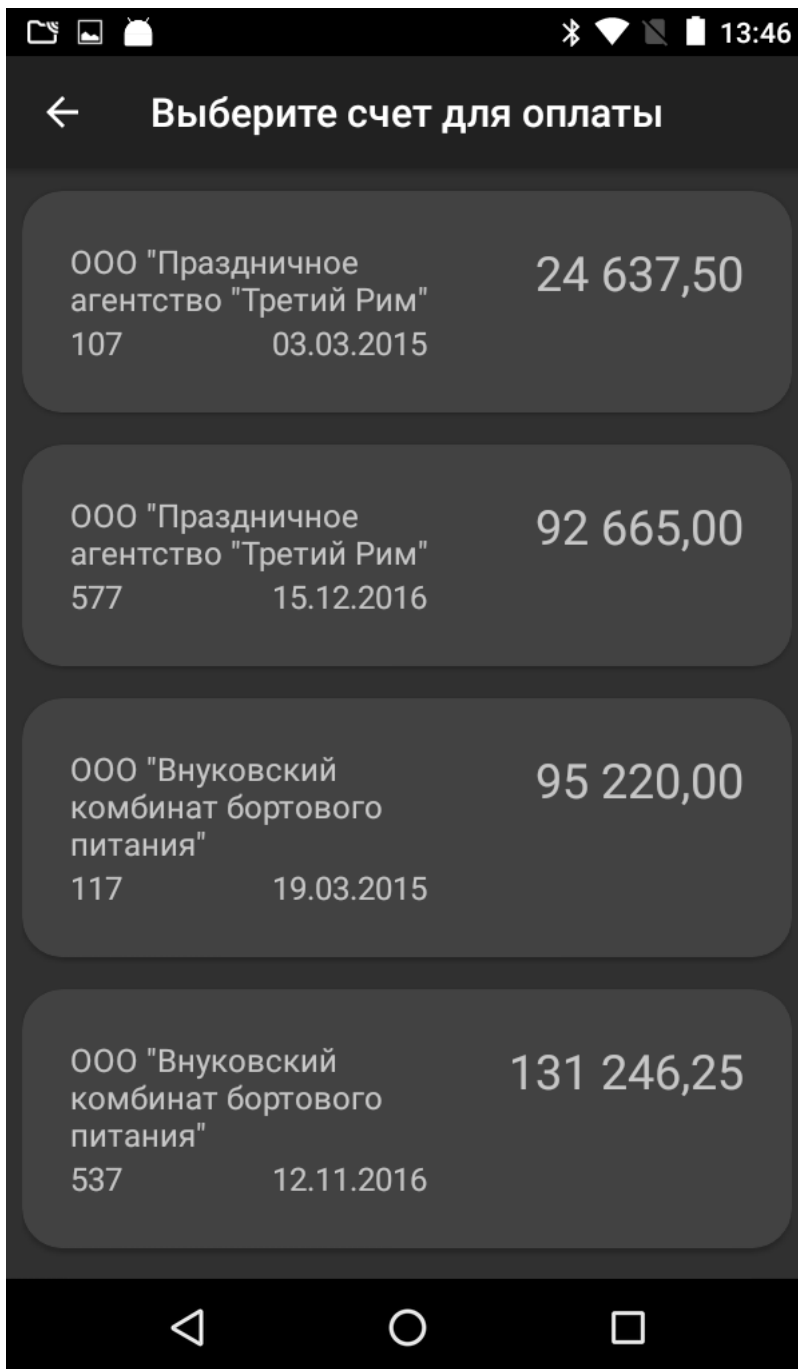 13:46
Выберите счет для оплаты
ООО "Праздничное
агентство "Третий Рим"
24 637,50
107 03.03.2015
ООО "Праздничное
агентство "Третий Рим"
92 665,00
577 15.12.2016
ООО "Внуковский
комбинат бортового
питания"
95 220,00
117 19.03.2015
ООО "Внуковский
комбинат бортового
питания"
131 246,25
537 12.11.2016